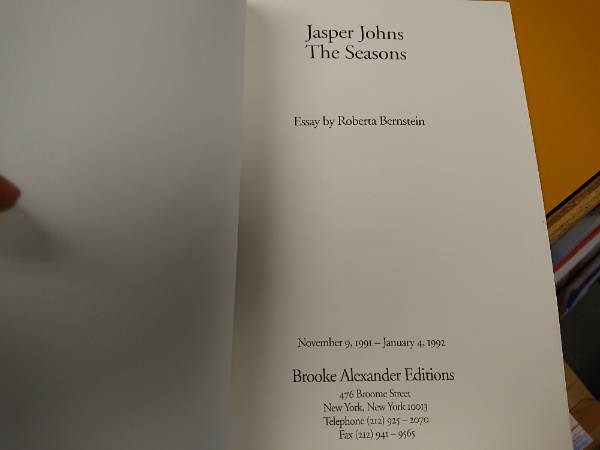 Jasper Johns
The Seasons
Essay by Roberta Bernstein
November 9, 1991 – January 4, 1992
Brooke Alexander Editions
476 Broome Street
New York, New York 10013
Telephone (212) 925 – 2070
Fax (212) 941 – 9565